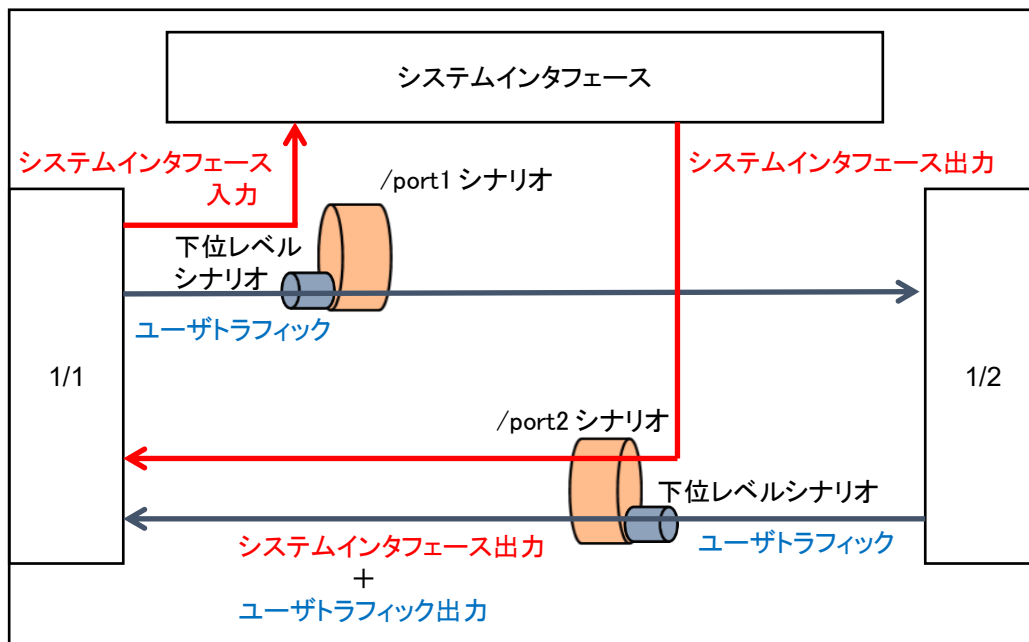 システムインタフェース
システムインタフェース
入力
システムインタフェース出力
/port1 シナリオ
下位レベル
シナリオ
ユーザトラフィック
1/1
1/2
/port2 シナリオ
下位レベルシナリオ
システムインタフェース出力
+
ユーザトラフィック出力
ユーザトラフィック